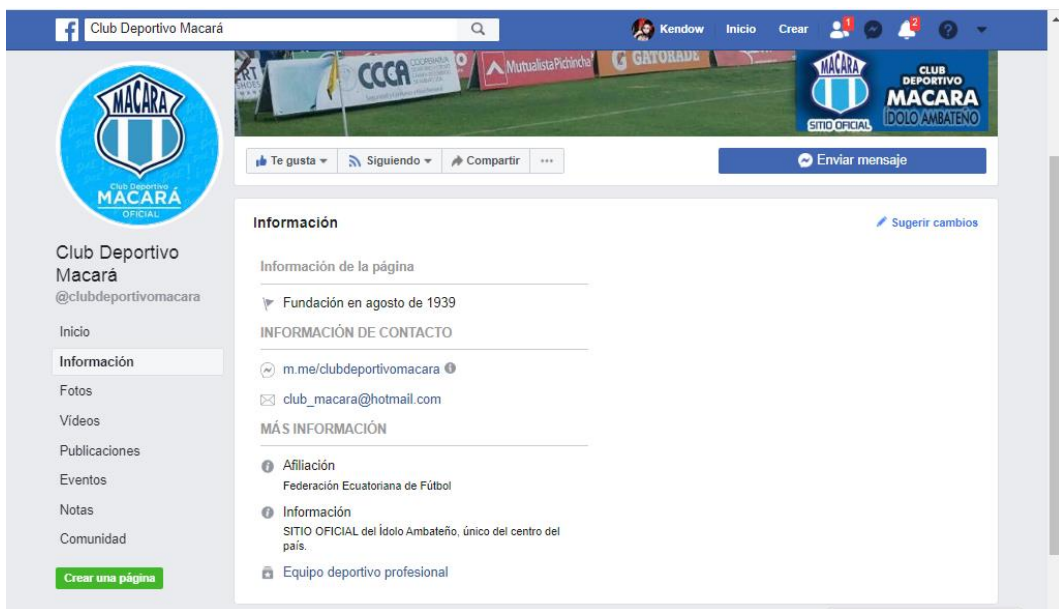 Club Deportivo Macará
Kendow Inicio Crear 1 2
CCCA
MutualistaPichincha
GATORADE
MACARA
SITIO OFICIAL
CLUB
DEPORTIVO
MACARA
IDOLO AMBATEÑO
MACARA
Club Deportivo
MACARÁ
OFICIAL
Te gusta Siguiendo Compartir ...
Enviar mensaje
Club Deportivo
Macará
@clubdeportivomacara
Inicio
Información
Fotos
Vídeos
Publicaciones
Eventos
Notas
Comunidad
Crear una página
Información
Sugerir cambios
Información de la página
Fundación en agosto de 1939
INFORMACIÓN DE CONTACTO
m.me/clubdeportivomacara
club_macara@hotmail.com
MÁS INFORMACIÓN
Afiliación
Federación Ecuatoriana de Fútbol
Información
SITIO OFICIAL del Ídolo Ambateño, único del centro del
país.
Equipo deportivo profesional